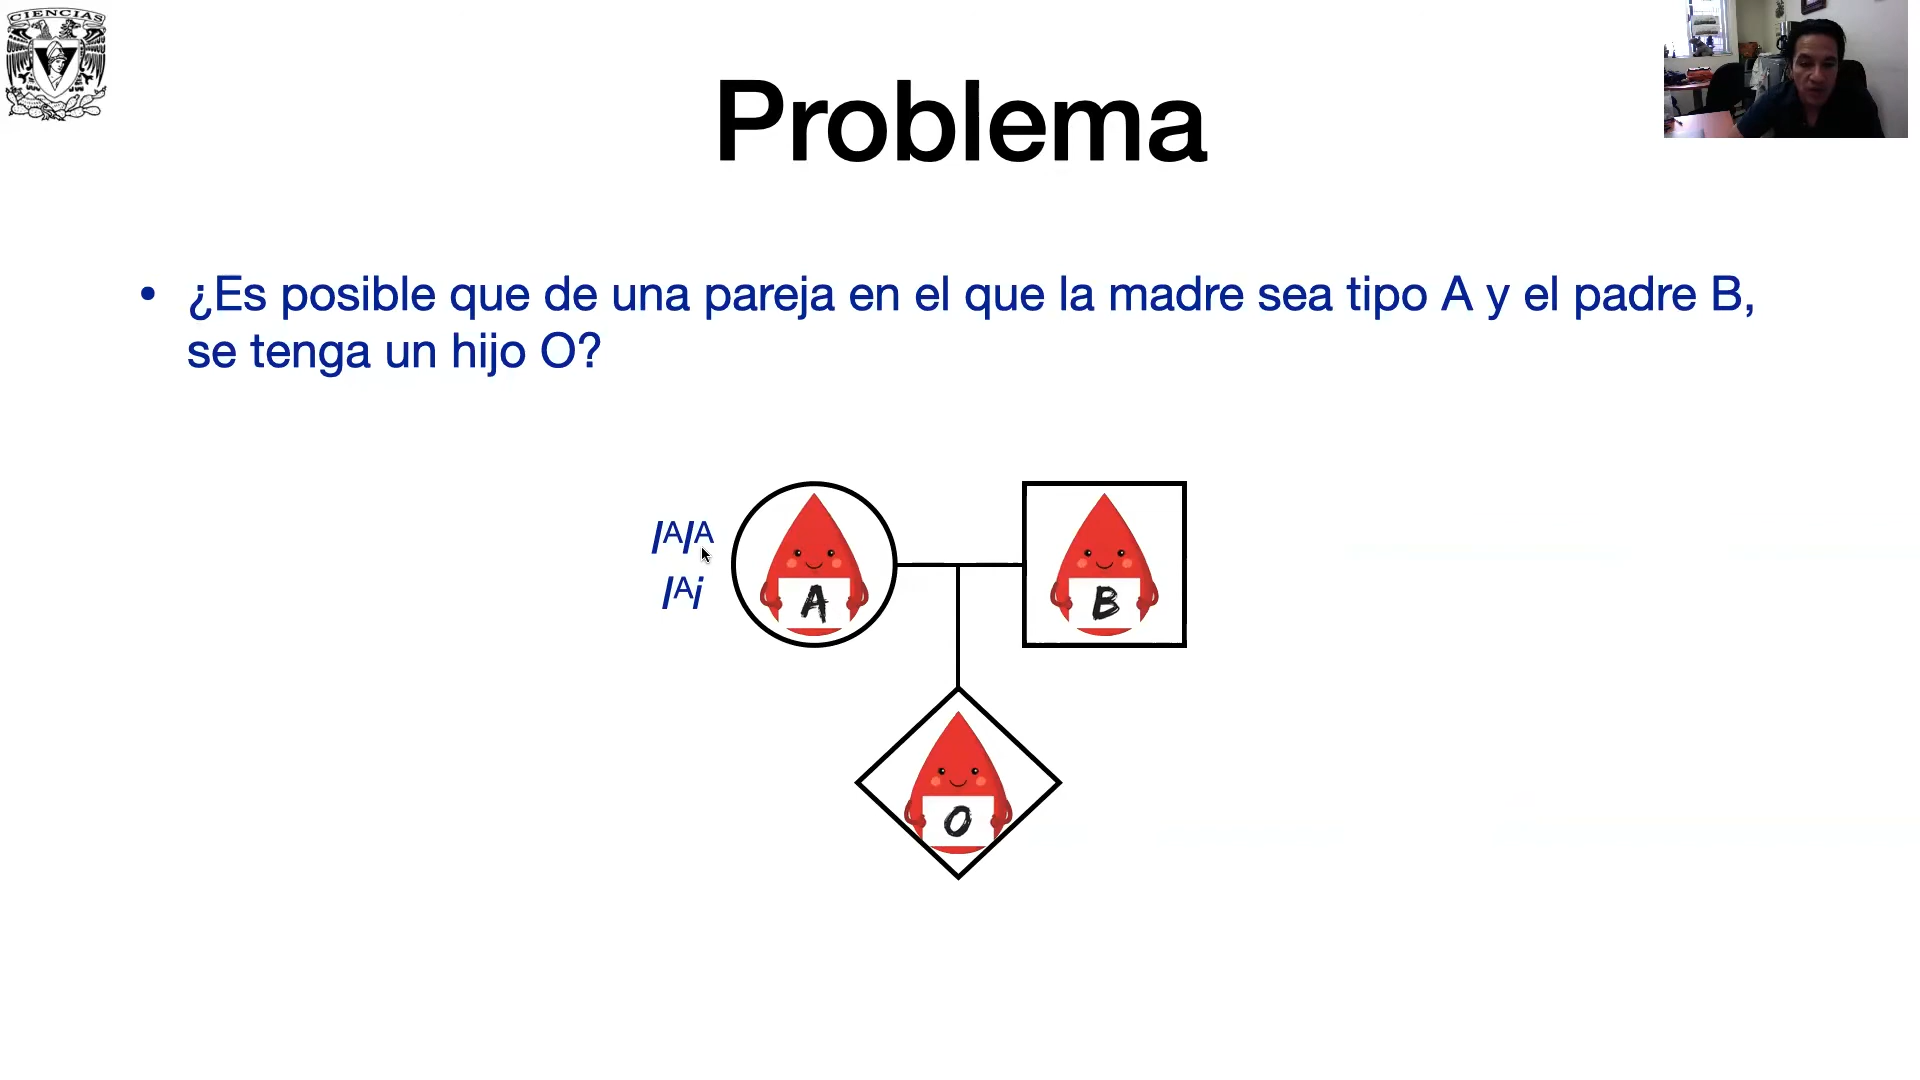 CIENCIAS
Problema
• ¿Es posible que de una pareja en el que la madre sea tipo A y el padre B,
se tenga un hijo O?
IᴬIᴬ
Iᴬi
A
B
O